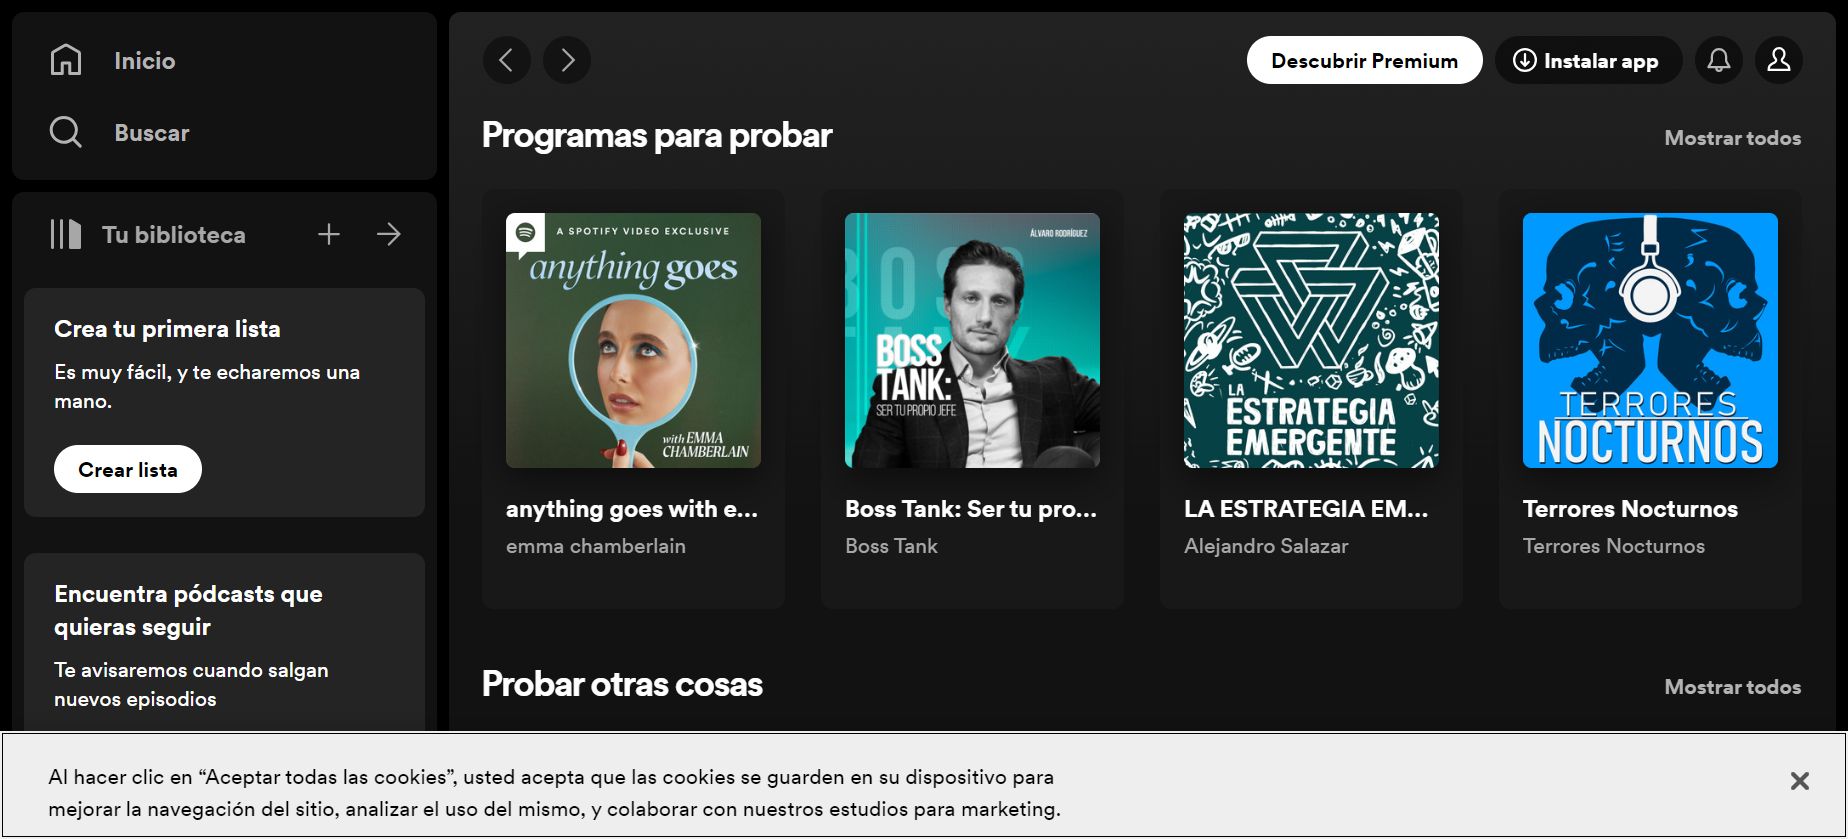 Inicio
Buscar
Tu biblioteca
Crea tu primera lista
Es muy fácil, y te echaremos una
mano.
Crear lista
Encuentra pódcasts que
quieras seguir
Te avisaremos cuando salgan
nuevos episodios
Descubrir Premium
Instalar app
Programas para probar
Mostrar todos
A SPOTIFY VIDEO EXCLUSIVE
anything goes
with EMMA
CHAMBERLAIN
anything goes with e...
emma chamberlain
ÁLVARO RODRÍGUEZ
BOSS
TANK
BOSS
TANK:
SER TU PROPIO JEFE
Boss Tank: Ser tu pro...
Boss Tank
LA
ESTRATEGIA
EMERGENTE
LA ESTRATEGIA EM...
Alejandro Salazar
TERRORES
NOCTURNOS
Terrores Nocturnos
Terrores Nocturnos
Probar otras cosas
Mostrar todos
Al hacer clic en “Aceptar todas las cookies”, usted acepta que las cookies se guarden en su dispositivo para
mejorar la navegación del sitio, analizar el uso del mismo, y colaborar con nuestros estudios para marketing.